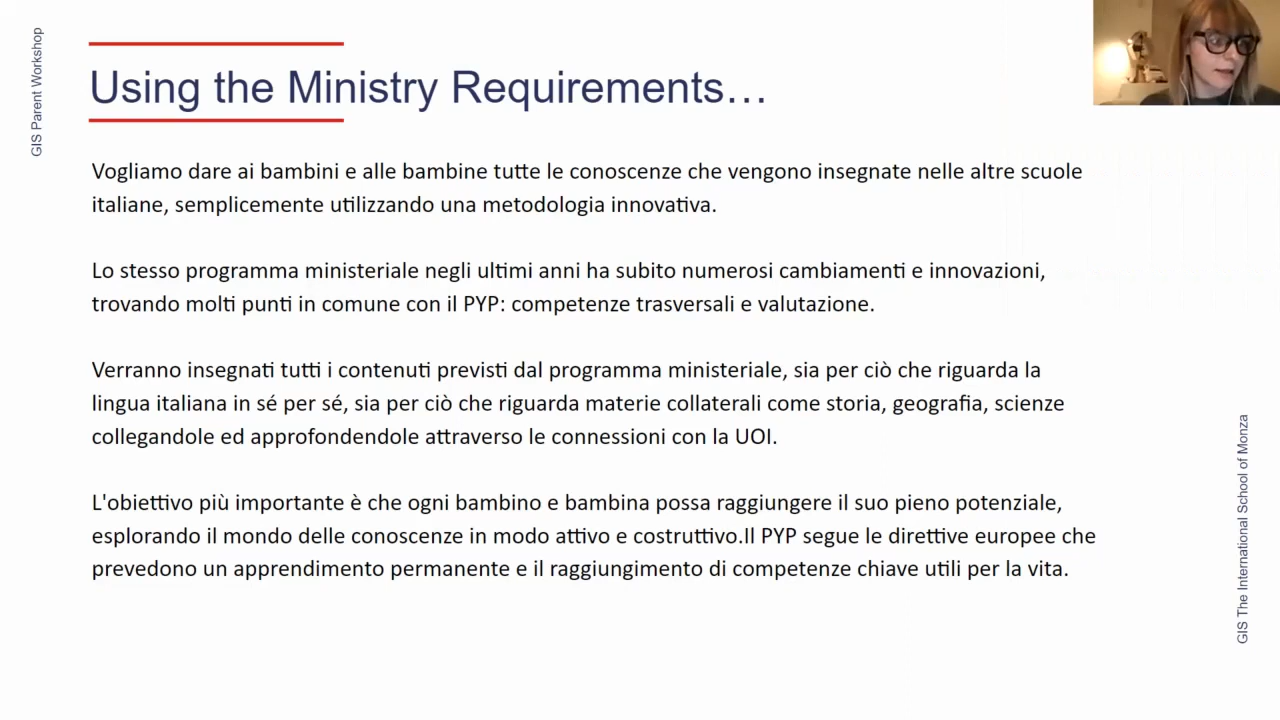 GIS Parent Workshop
Using the Ministry Requirements…
Vogliamo dare ai bambini e alle bambine tutte le conoscenze che vengono insegnate nelle altre scuole
italiane, semplicemente utilizzando una metodologia innovativa.
Lo stesso programma ministeriale negli ultimi anni ha subito numerosi cambiamenti e innovazioni,
trovando molti punti in comune con il PYP: competenze trasversali e valutazione.
Verranno insegnati tutti i contenuti previsti dal programma ministeriale, sia per ciò che riguarda la
lingua italiana in sé per sé, sia per ciò che riguarda materie collaterali come storia, geografia, scienze
collegandole ed approfondendole attraverso le connessioni con la UOI.
L'obiettivo più importante è che ogni bambino e bambina possa raggiungere il suo pieno potenziale,
esplorando il mondo delle conoscenze in modo attivo e costruttivo.Il PYP segue le direttive europee che
prevedono un apprendimento permanente e il raggiungimento di competenze chiave utili per la vita.
GIS The International School of Monza